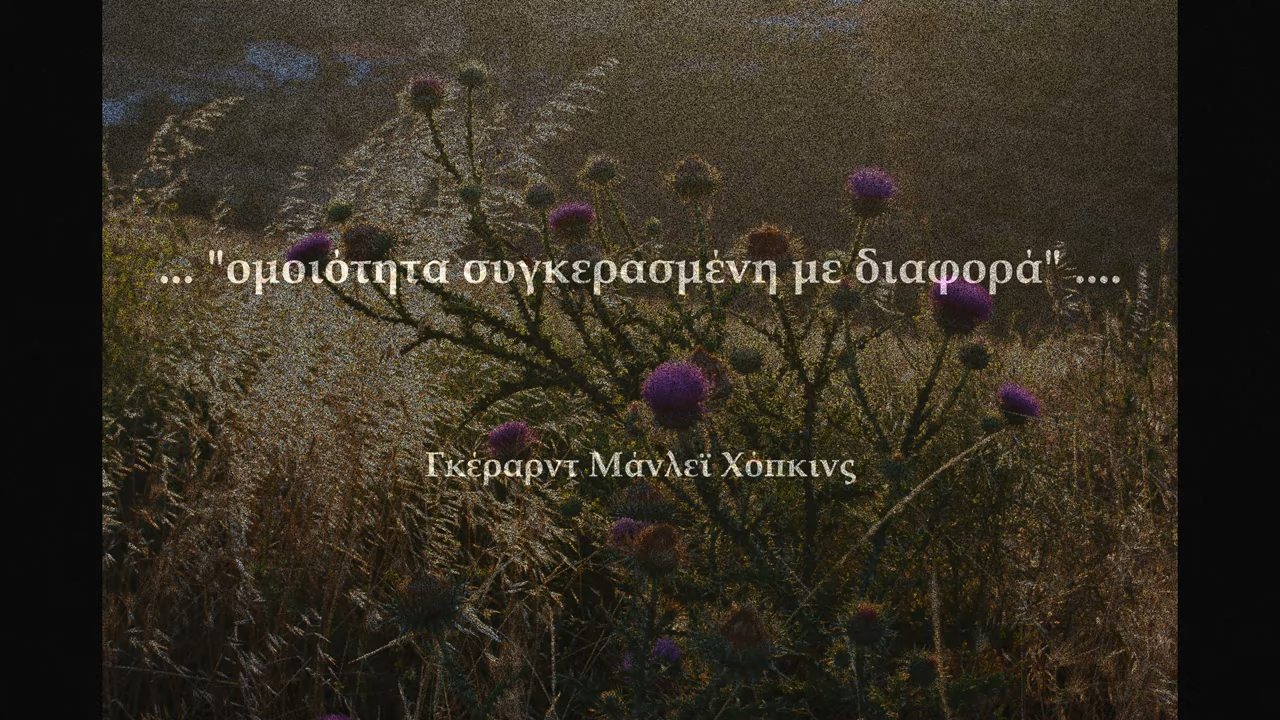 ... "ομοιότητα συγκερασμένη με διαφορά" ....
Γκέραρντ Μάνλεϊ Χόπκινς